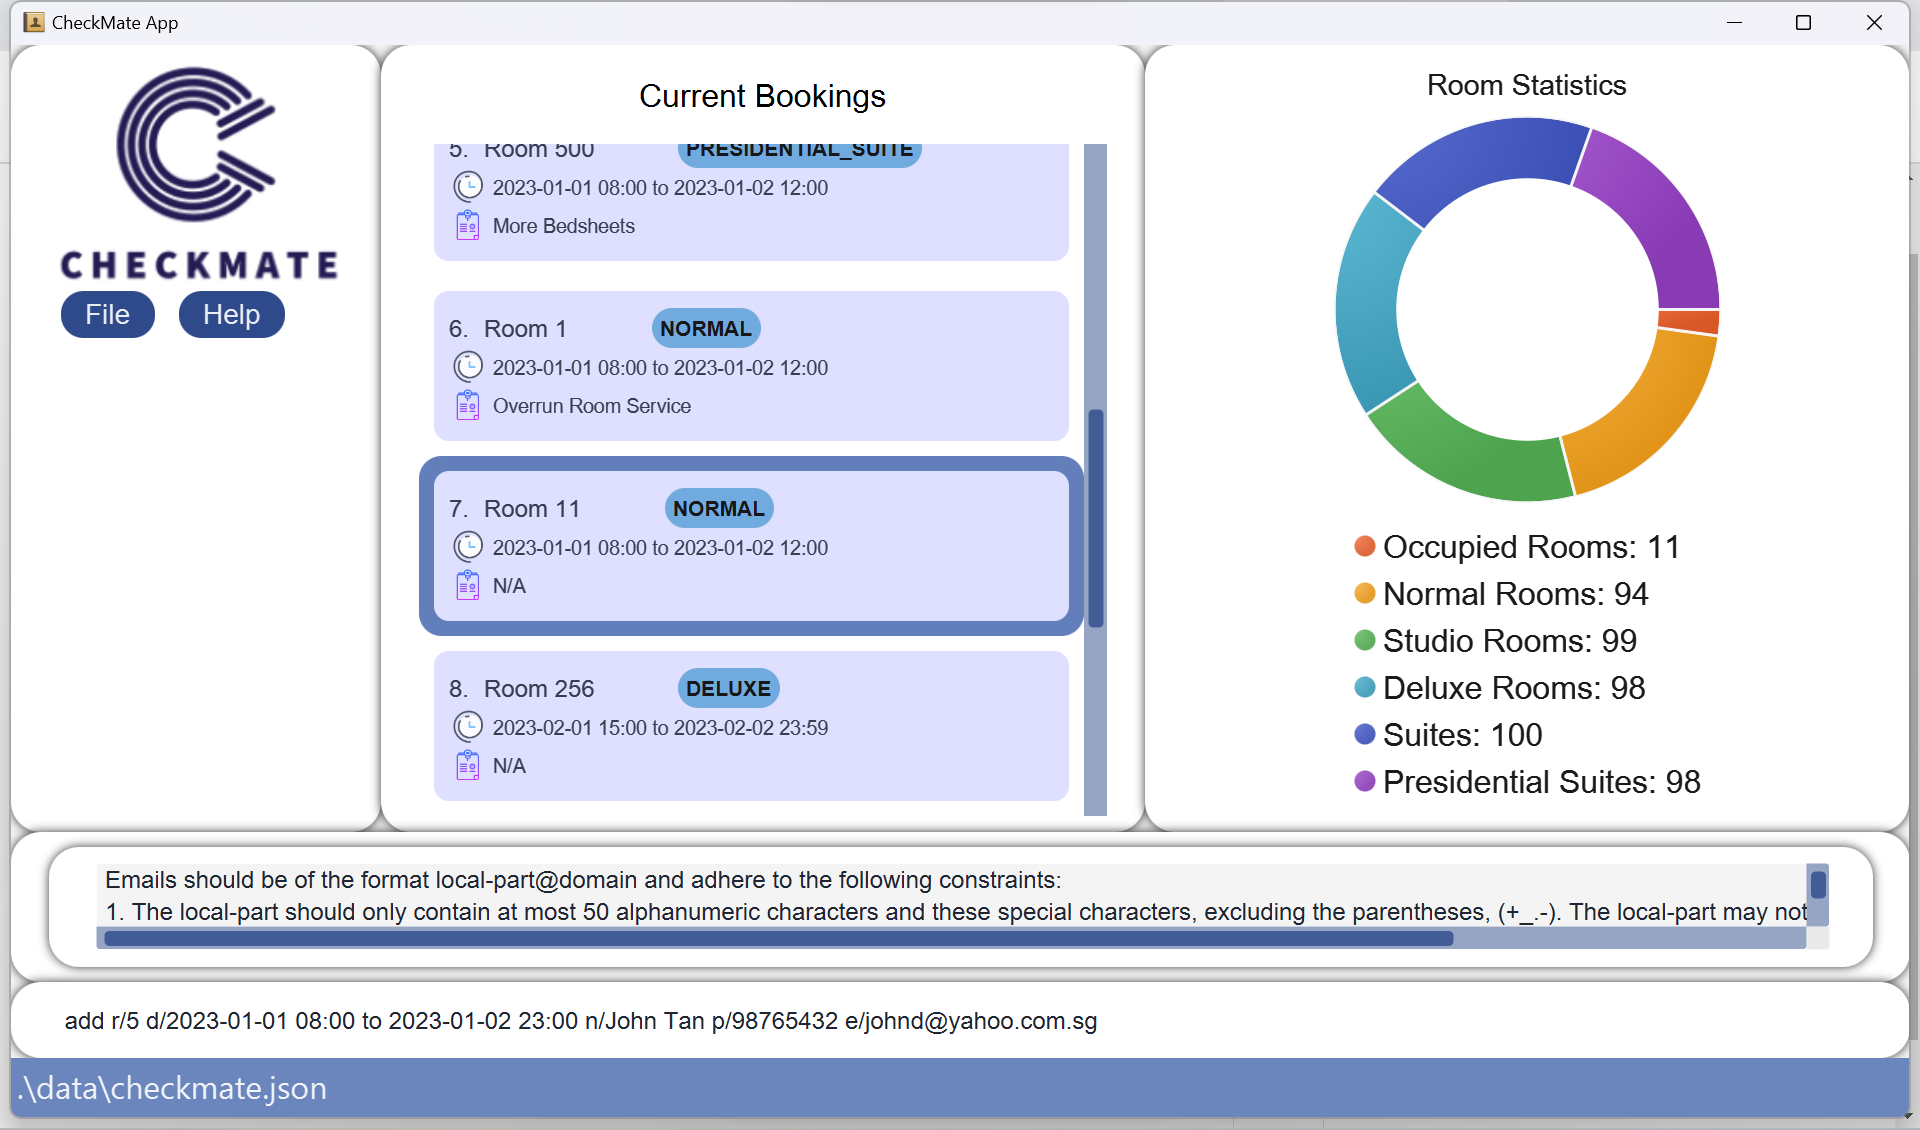 CheckMate App
CHECKMATE
File Help
Current Bookings
5. Room 500 PRESIDENTIAL_SUITE
2023-01-01 08:00 to 2023-01-02 12:00
More Bedsheets
6. Room 1 NORMAL
2023-01-01 08:00 to 2023-01-02 12:00
Overrun Room Service
7. Room 11 NORMAL
2023-01-01 08:00 to 2023-01-02 12:00
N/A
8. Room 256 DELUXE
2023-02-01 15:00 to 2023-02-02 23:59
N/A
Room Statistics
Occupied Rooms: 11
Normal Rooms: 94
Studio Rooms: 99
Deluxe Rooms: 98
Suites: 100
Presidential Suites: 98
Emails should be of the format local-part@domain and adhere to the following constraints:
1. The local-part should only contain at most 50 alphanumeric characters and these special characters, excluding the parentheses, (+_.-). The local-part may not
add r/5 d/2023-01-01 08:00 to 2023-01-02 23:00 n/John Tan p/98765432 e/johnd@yahoo.com.sg
.\data\checkmate.json